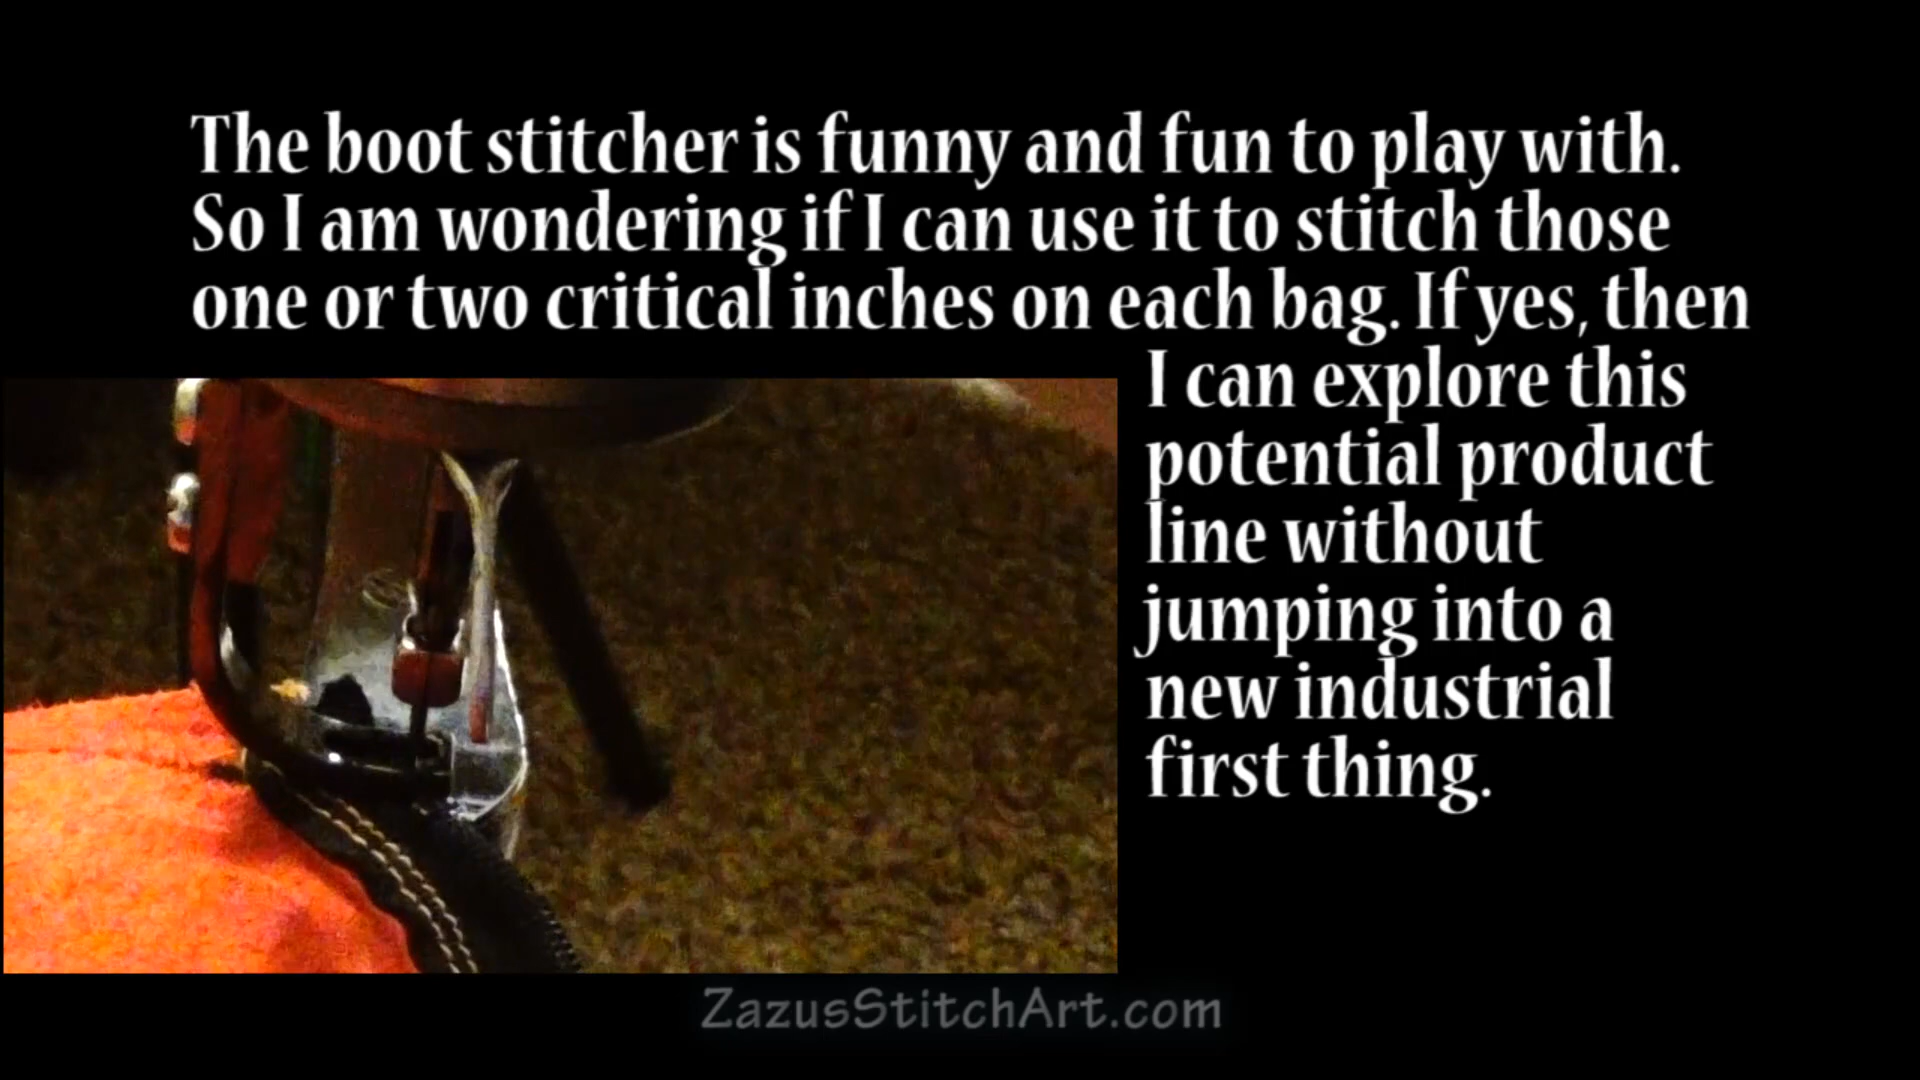 The boot stitcher is funny and fun to play with.
So I am wondering if I can use it to stitch those
one or two critical inches on each bag. If yes, then
I can explore this
potential product
line without
jumping into a
new industrial
first thing.
ZazusStitchArt.com